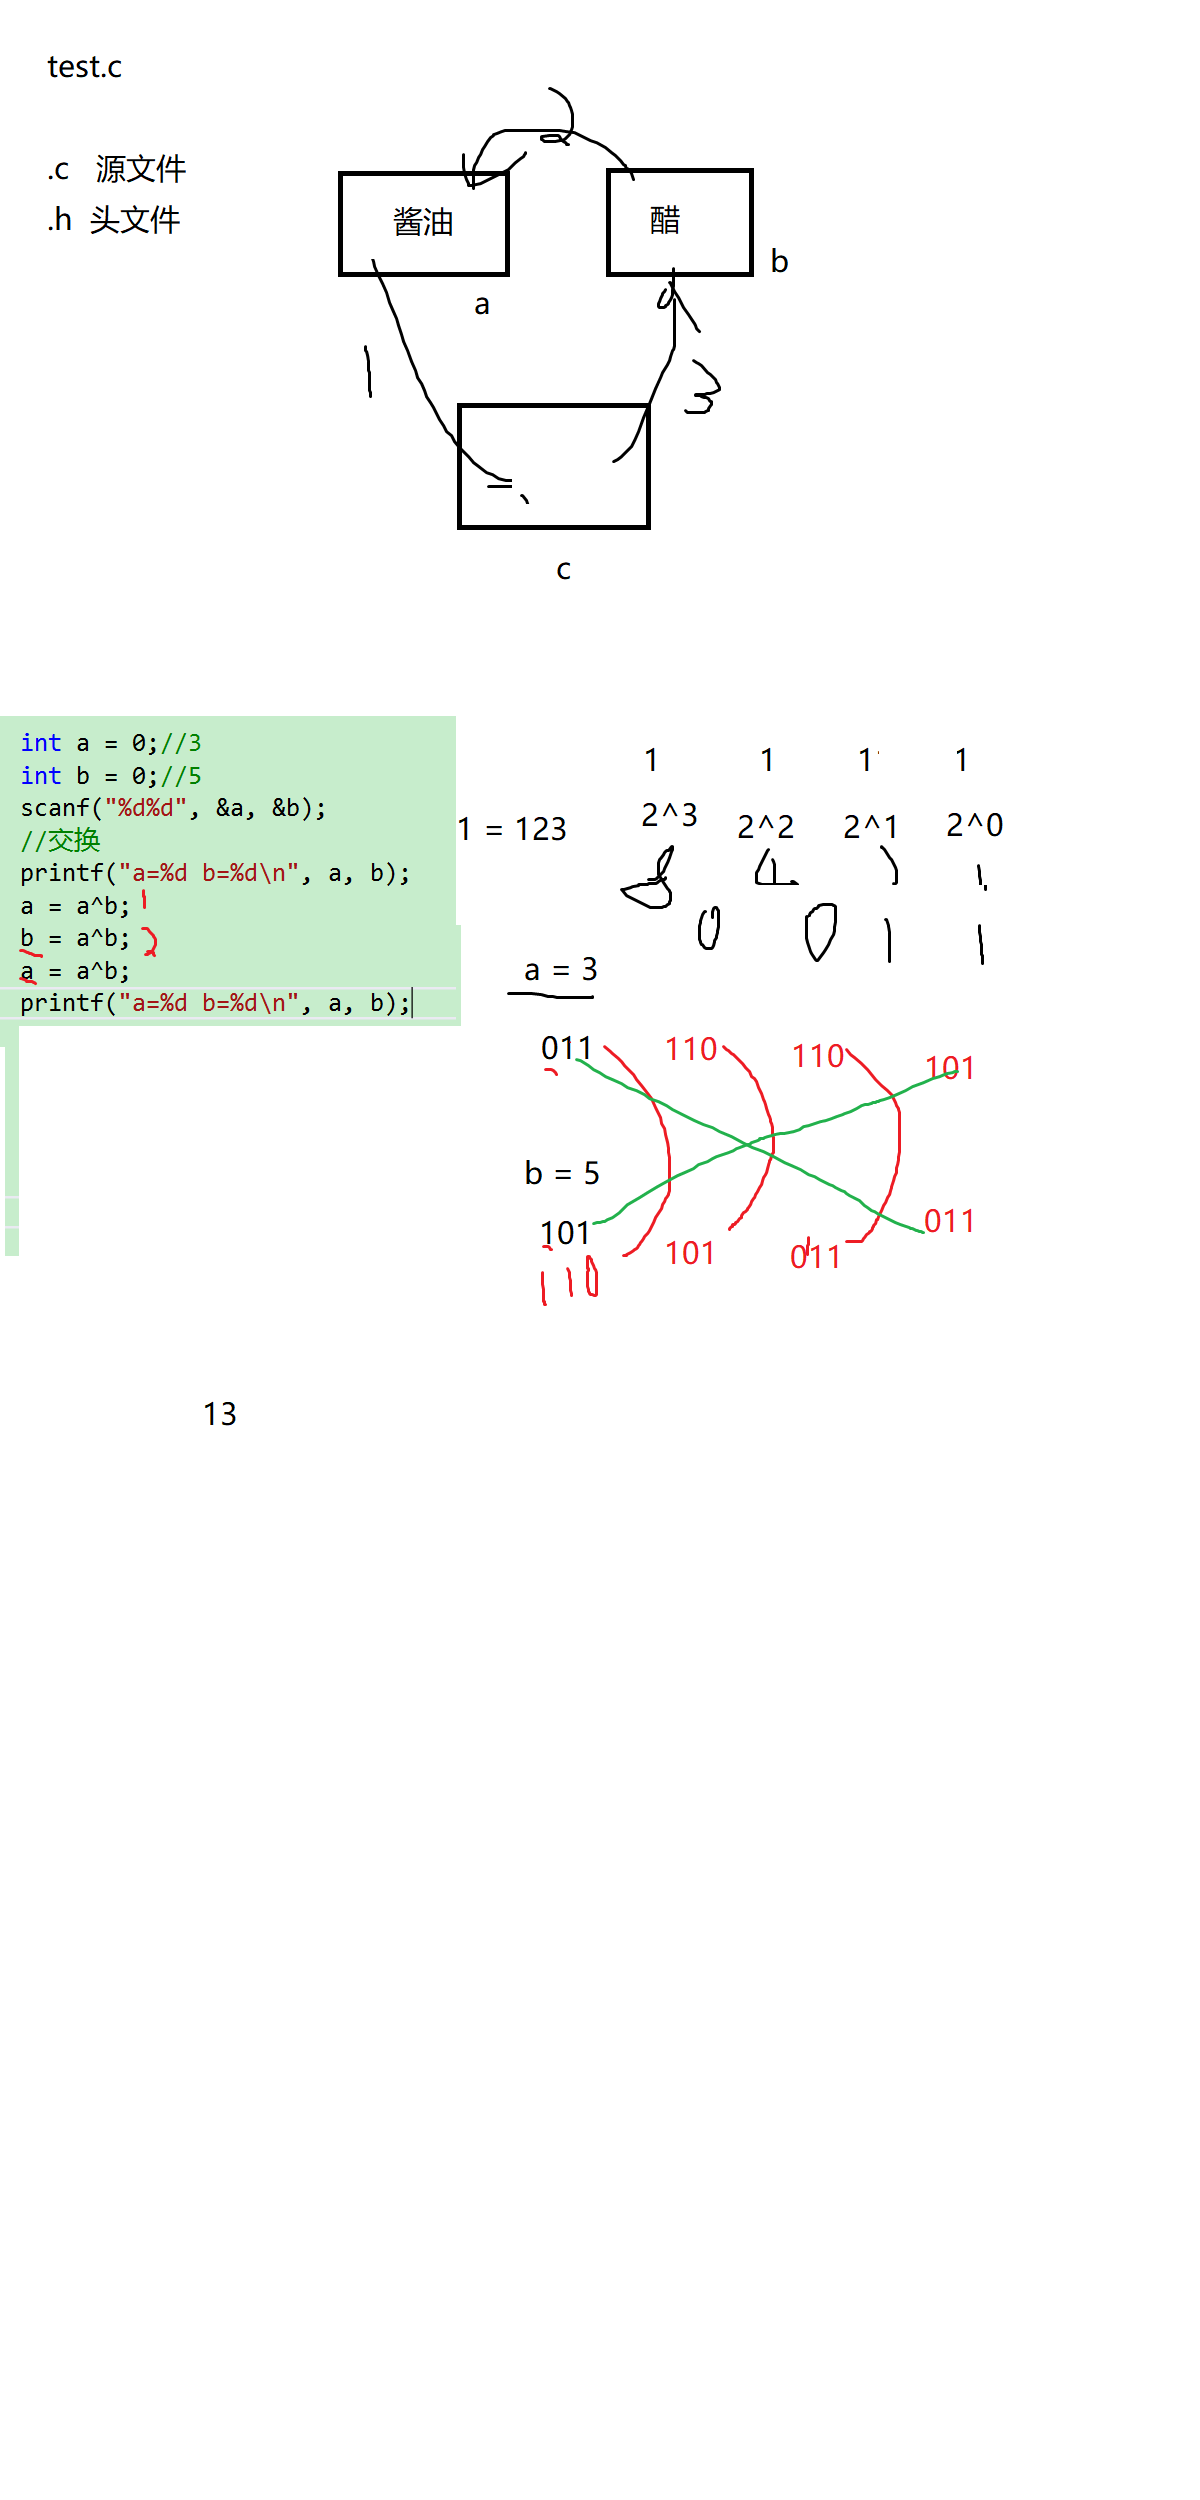 test.c
.c 源文件
.h 头文件
2
酱油
醋
b
a
1
3
c
int a = 0;//3
int b = 0;//5
scanf("%d%d", &a, &b);
//交换
printf("a=%d b=%d\n", a, b);
a = a^b; 1
b = a^b; 2
a = a^b;
printf("a=%d b=%d\n", a, b);
1 = 123
1 1 1 1
2^3 2^2 2^1 2^0
8 4 2 1
0 0 1 1
a = 3
011 110 110 101
b = 5
101 101 011 011
110
13